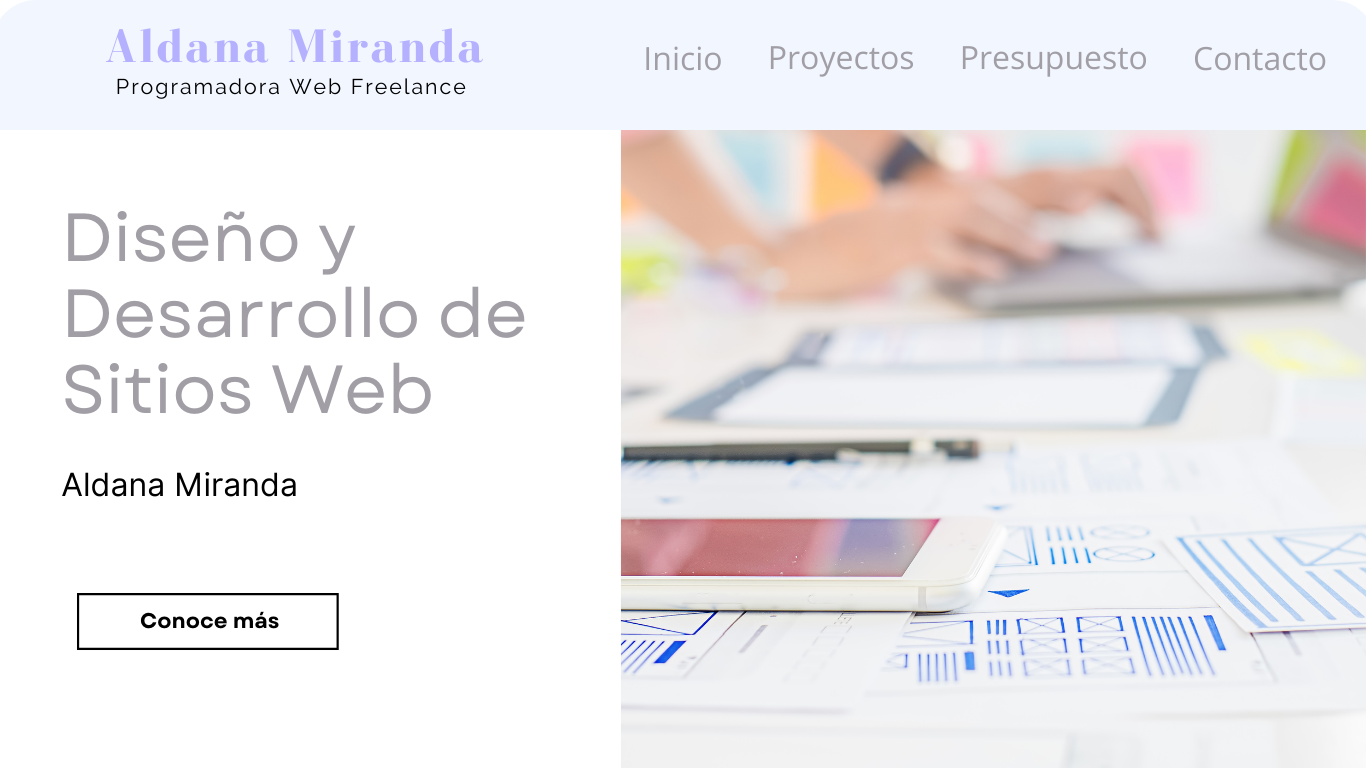 Aldana Miranda
Programadora Web Freelance
Inicio Proyectos Presupuesto Contacto
Diseño y
Desarrollo de
Sitios Web
Aldana Miranda
Conoce más